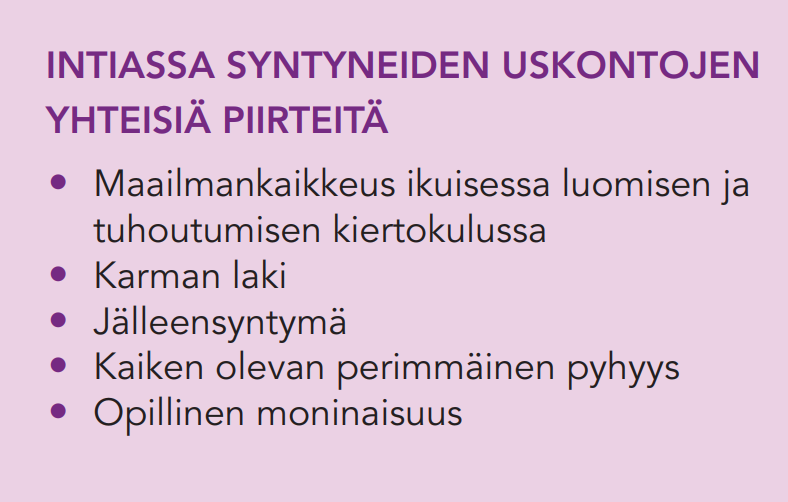 INTIASSA SYNTYNEIDEN USKONTOJEN
YHTEISIÄ PIIRTEITÄ
• Maailmankaikkeus ikuisessa luomisen ja
tuhoutumisen kiertokulussa
• Karman laki
• Jälleensyntymä
• Kaiken olevan perimmäinen pyhyys
• Opillinen moninaisuus